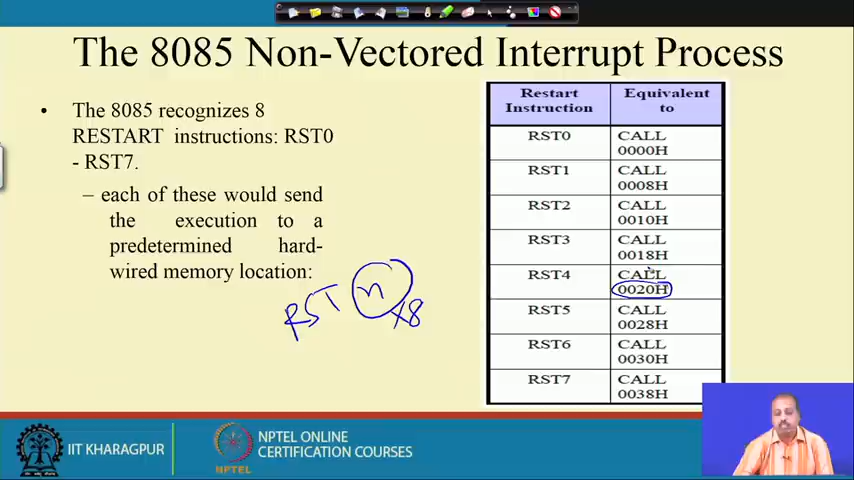 The 8085 Non-Vectored Interrupt Process
• The 8085 recognizes 8
RESTART instructions: RST0
- RST7.
– each of these would send
the execution to a
predetermined hard-
wired memory location:
RST n x8
Restart Instruction Equivalent to
RST0 CALL 0000H
RST1 CALL 0008H
RST2 CALL 0010H
RST3 CALL 0018H
RST4 CALL 0020H
RST5 CALL 0028H
RST6 CALL 0030H
RST7 CALL 0038H
IIT KHARAGPUR
NPTEL
NPTEL ONLINE
CERTIFICATION COURSES